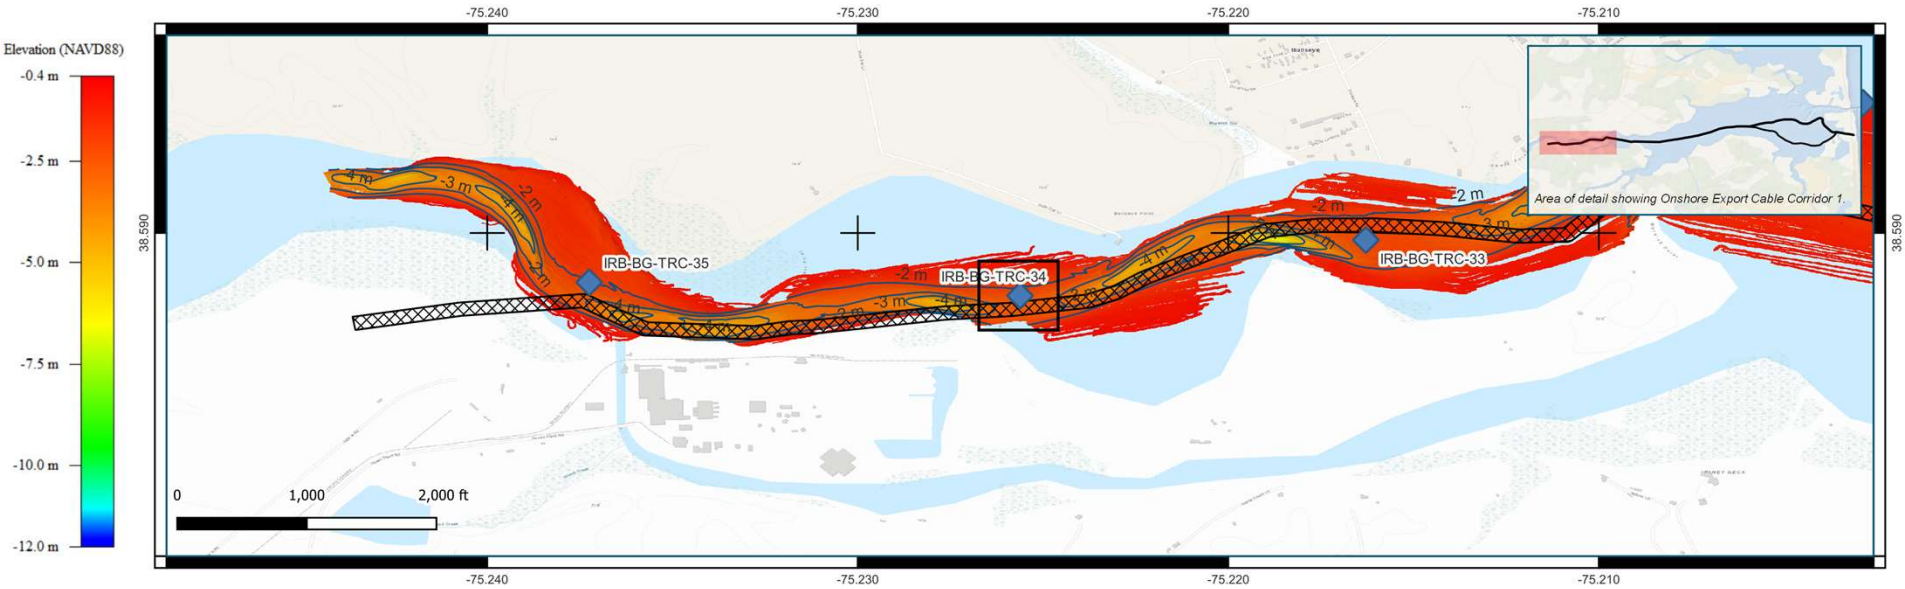 -75.240
-75.230
-75.220
-75.210
Elevation (NAVD88)
-0.4 m
-2.5 m
-5.0 m
-7.5 m
-10.0 m
-12.0 m
38.590
38.590
4 m
-3 m
-2 m
-4 m
-2 m
IRB-BG-TRC-35
-4 m
-2 m
-3 m
-4 m
IRB-BG-TRC-34
-4 m
-2 m
-2 m
3 m
IRB-BG-TRC-33
Area of detail showing Onshore Export Cable Corridor 1.
0
1,000
2,000 ft
-75.240
-75.230
-75.220
-75.210